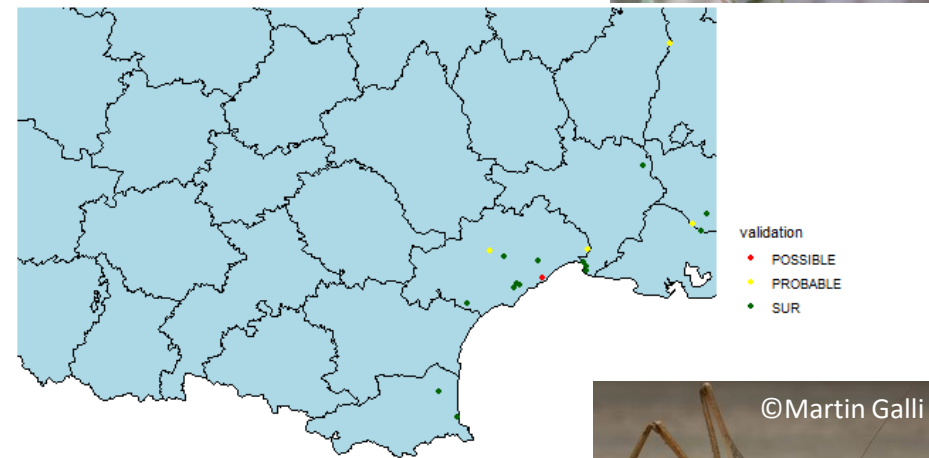 validation
POSSIBLE
PROBABLE
SUR
©Martin Galli